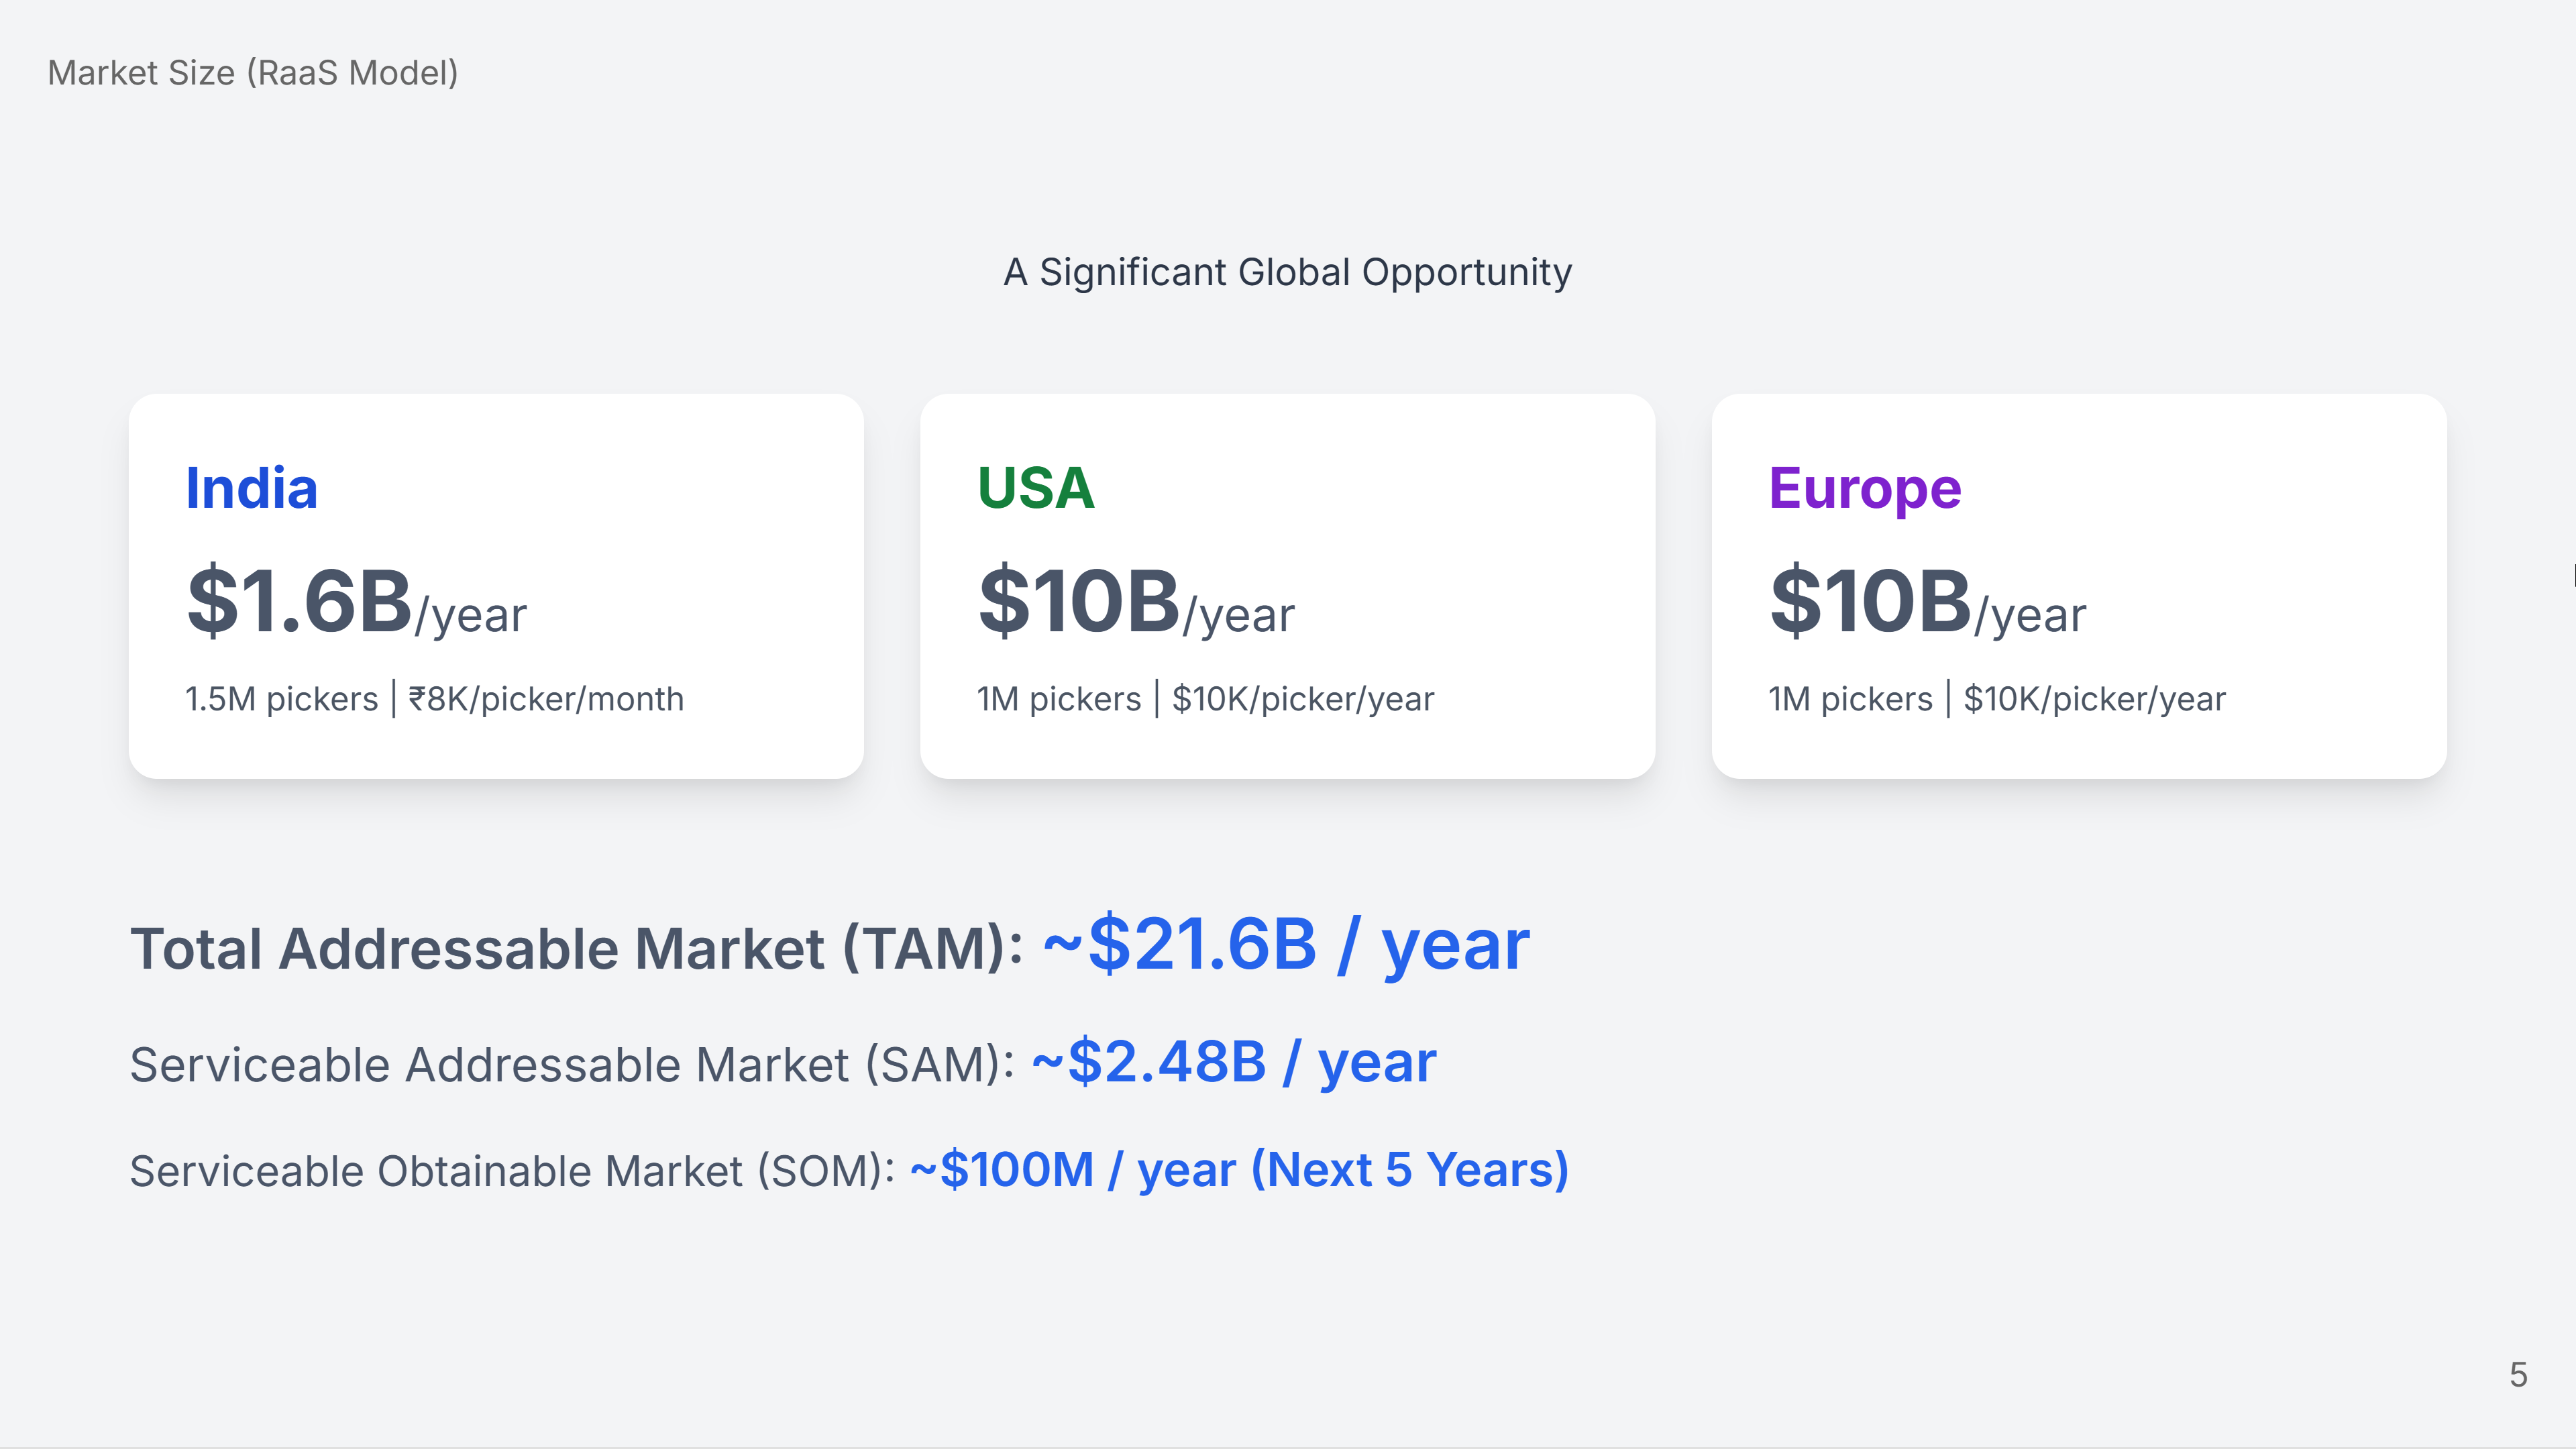 Market Size (RaaS Model)
A Significant Global Opportunity
India
$1.6B/year
1.5M pickers | ₹8K/picker/month
USA
$10B/year
1M pickers | $10K/picker/year
Europe
$10B/year
1M pickers | $10K/picker/year
Total Addressable Market (TAM): ~$21.6B / year
Serviceable Addressable Market (SAM): ~$2.48B / year
Serviceable Obtainable Market (SOM): ~$100M / year (Next 5 Years)
5